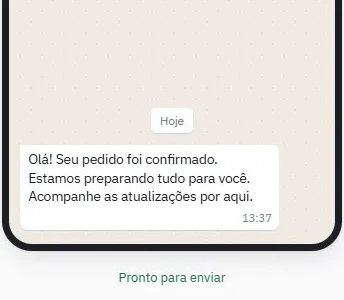 Hoje
Olá! Seu pedido foi confirmado.
Estamos preparando tudo para você.
Acompanhe as atualizações por aqui.
13:37
Pronto para enviar